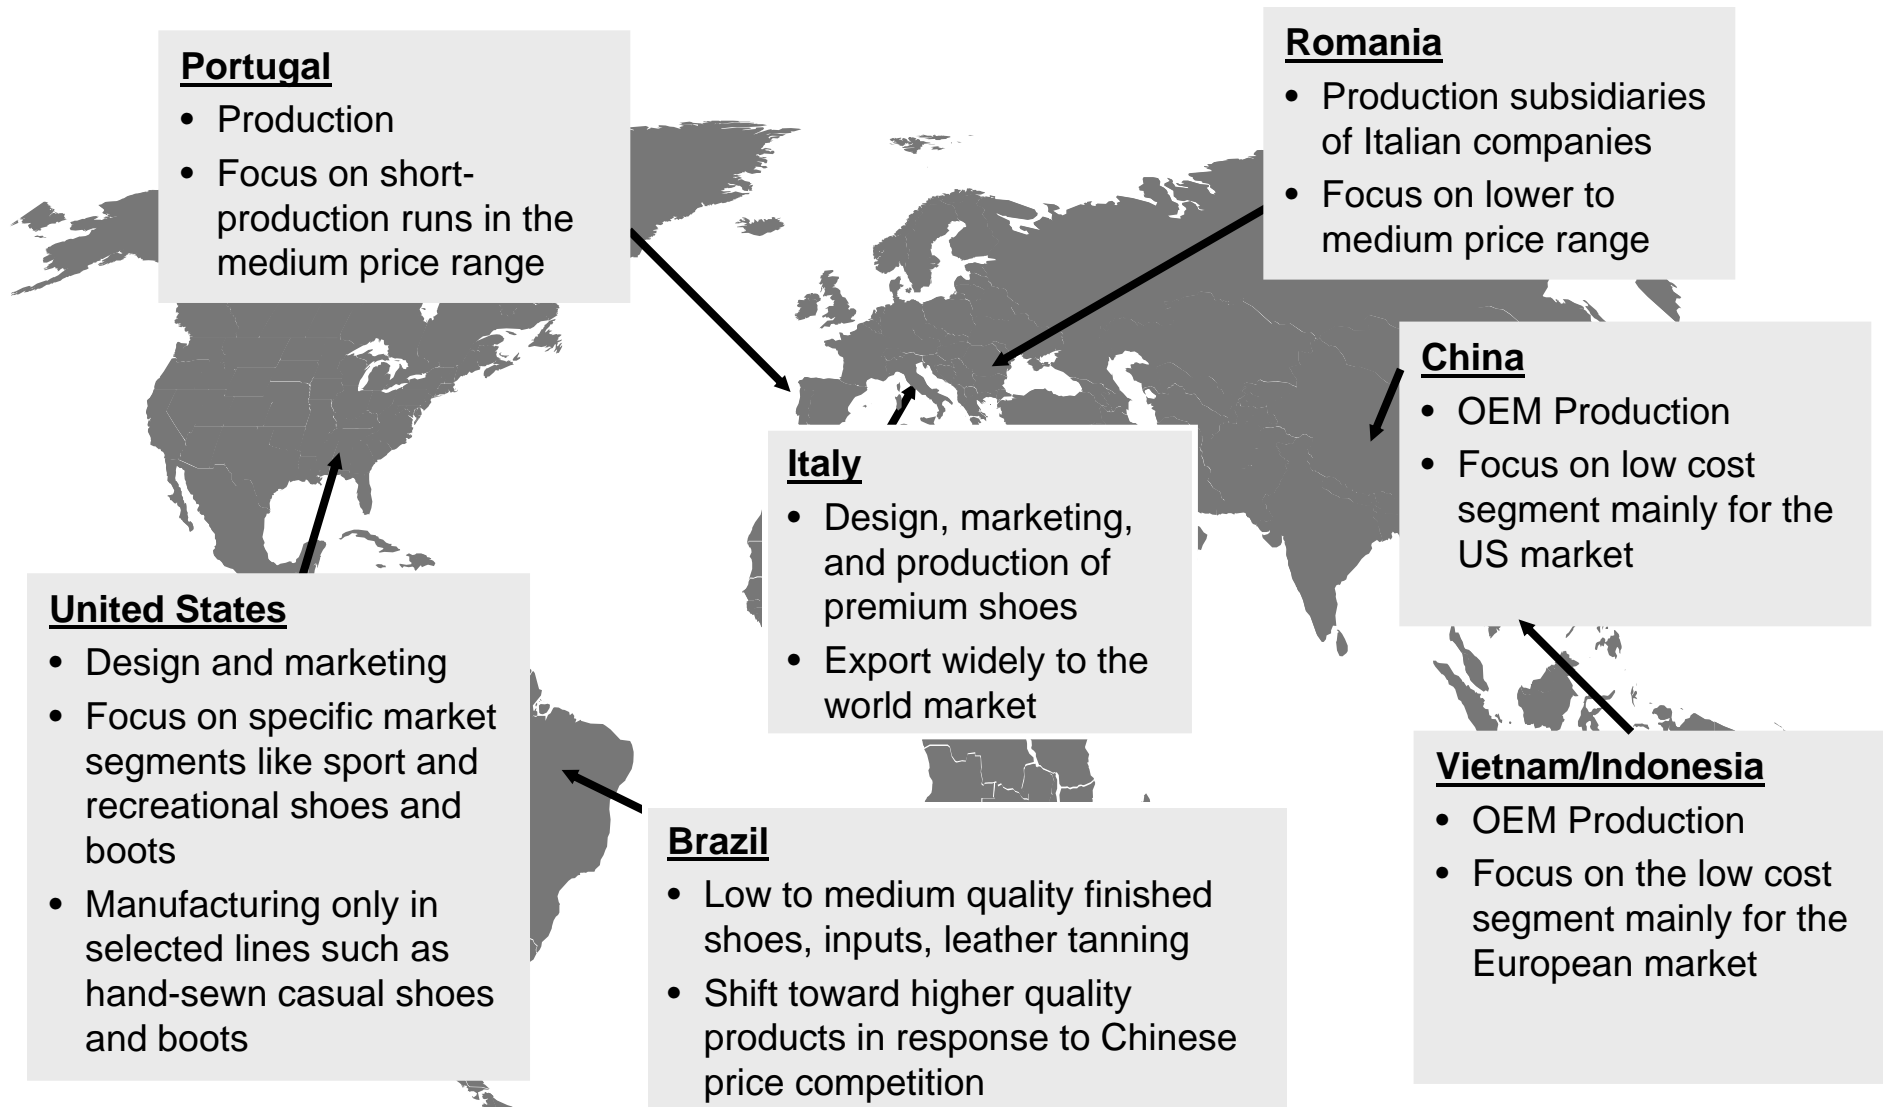 Portugal
• Production
• Focus on short-
production runs in the
medium price range
Romania
• Production subsidiaries
of Italian companies
• Focus on lower to
medium price range
China
• OEM Production
• Focus on low cost
segment mainly for the
US market
Italy
• Design, marketing,
and production of
premium shoes
• Export widely to the
world market
United States
• Design and marketing
• Focus on specific market
segments like sport and
recreational shoes and
boots
• Manufacturing only in
selected lines such as
hand-sewn casual shoes
and boots
Brazil
• Low to medium quality finished
shoes, inputs, leather tanning
• Shift toward higher quality
products in response to Chinese
price competition
Vietnam/Indonesia
• OEM Production
• Focus on the low cost
segment mainly for the
European market